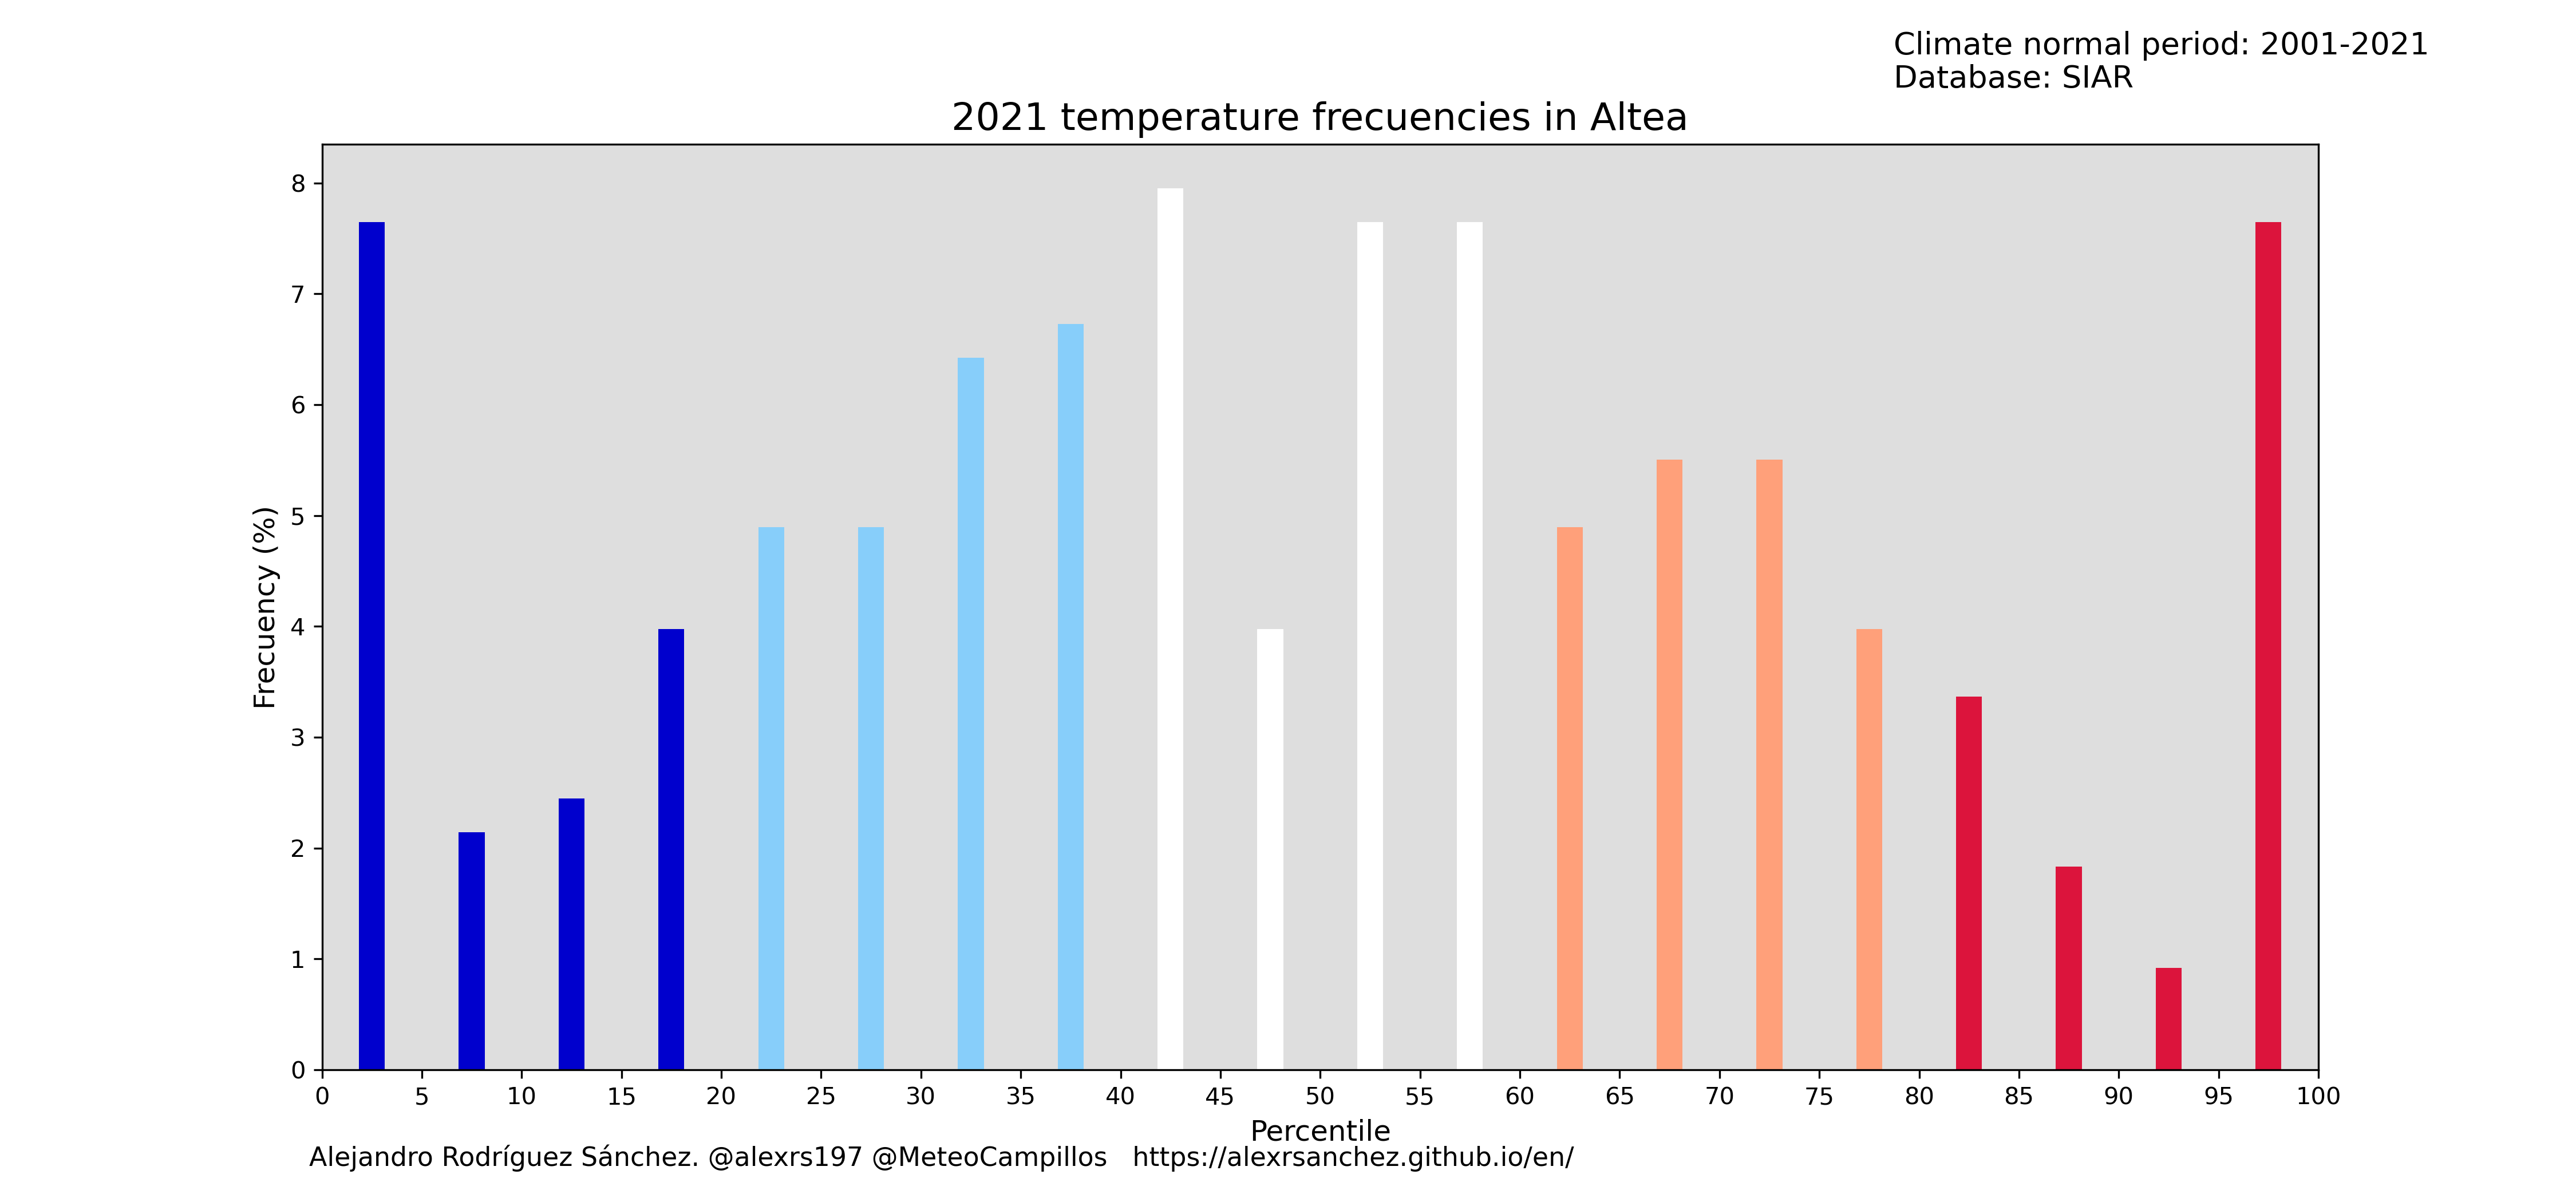 Climate normal period: 2001-2021
Database: SIAR
2021 temperature frecuencies in Altea
8
7
6
5
4
3
2
1
0
Frecuency (%)
0 5 10 15 20 25 30 35 40 45 50 55 60 65 70 75 80 85 90 95 100
Percentile
Alejandro Rodríguez Sánchez. @alexrs197 @MeteoCampillos https://alexrsanchez.github.io/en/